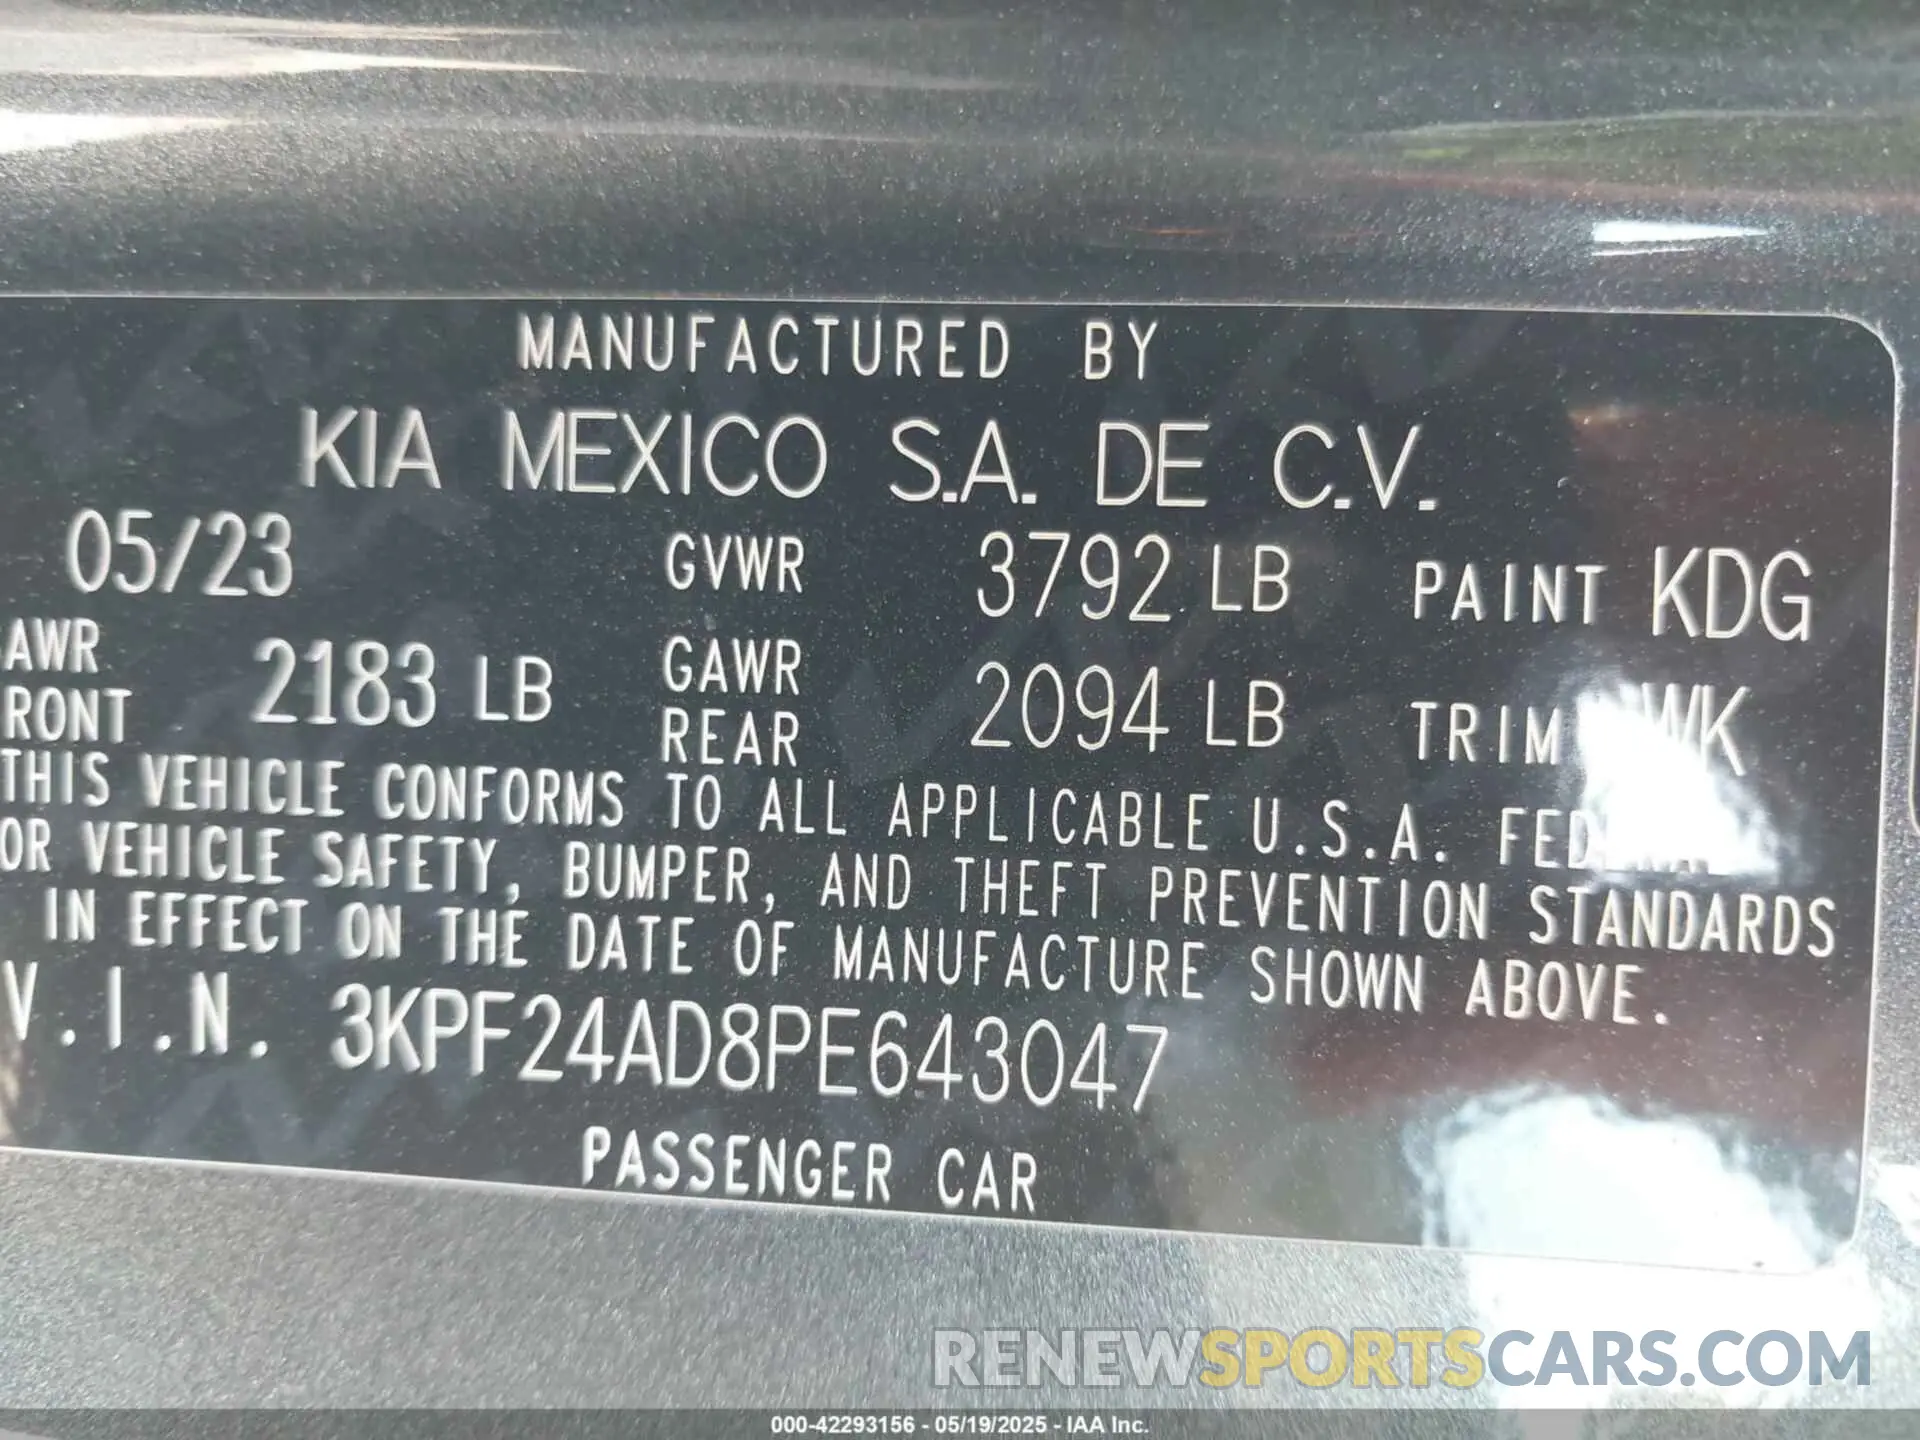 MANUFACTURED BY
KIA MEXICO S.A. DE C.V.
05/23 GVWR 3792 LB PAINT KDG
AWR 2183 LB GAWR 2094 LB TRIM WK
RONT REAR
THIS VEHICLE CONFORMS TO ALL APPLICABLE U.S.A. FEDERAL
OR VEHICLE SAFETY, BUMPER, AND THEFT PREVENTION STANDARDS
IN EFFECT ON THE DATE OF MANUFACTURE SHOWN ABOVE.
V.I.N. 3KPF24AD8PE643047
PASSENGER CAR
RENEWSPORTSCARS.COM
000-42293156 - 05/19/2025 - IAA Inc.